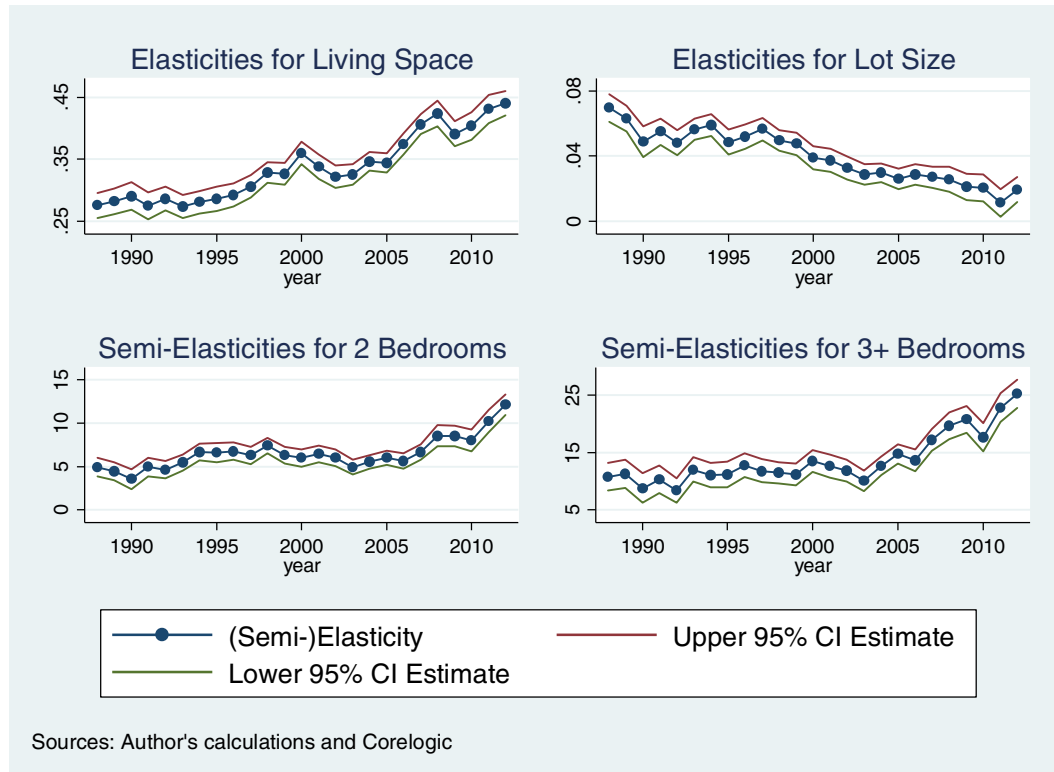 Elasticities for Living Space
.45
.35
.25
1990 1995 2000 2005 2010
year
Elasticities for Lot Size
.08
.04
0
1990 1995 2000 2005 2010
year
Semi-Elasticities for 2 Bedrooms
15
10
5
0
1990 1995 2000 2005 2010
year
Semi-Elasticities for 3+ Bedrooms
25
15
5
1990 1995 2000 2005 2010
year
(Semi-)Elasticity
Upper 95% CI Estimate
Lower 95% CI Estimate
Sources: Author's calculations and Corelogic